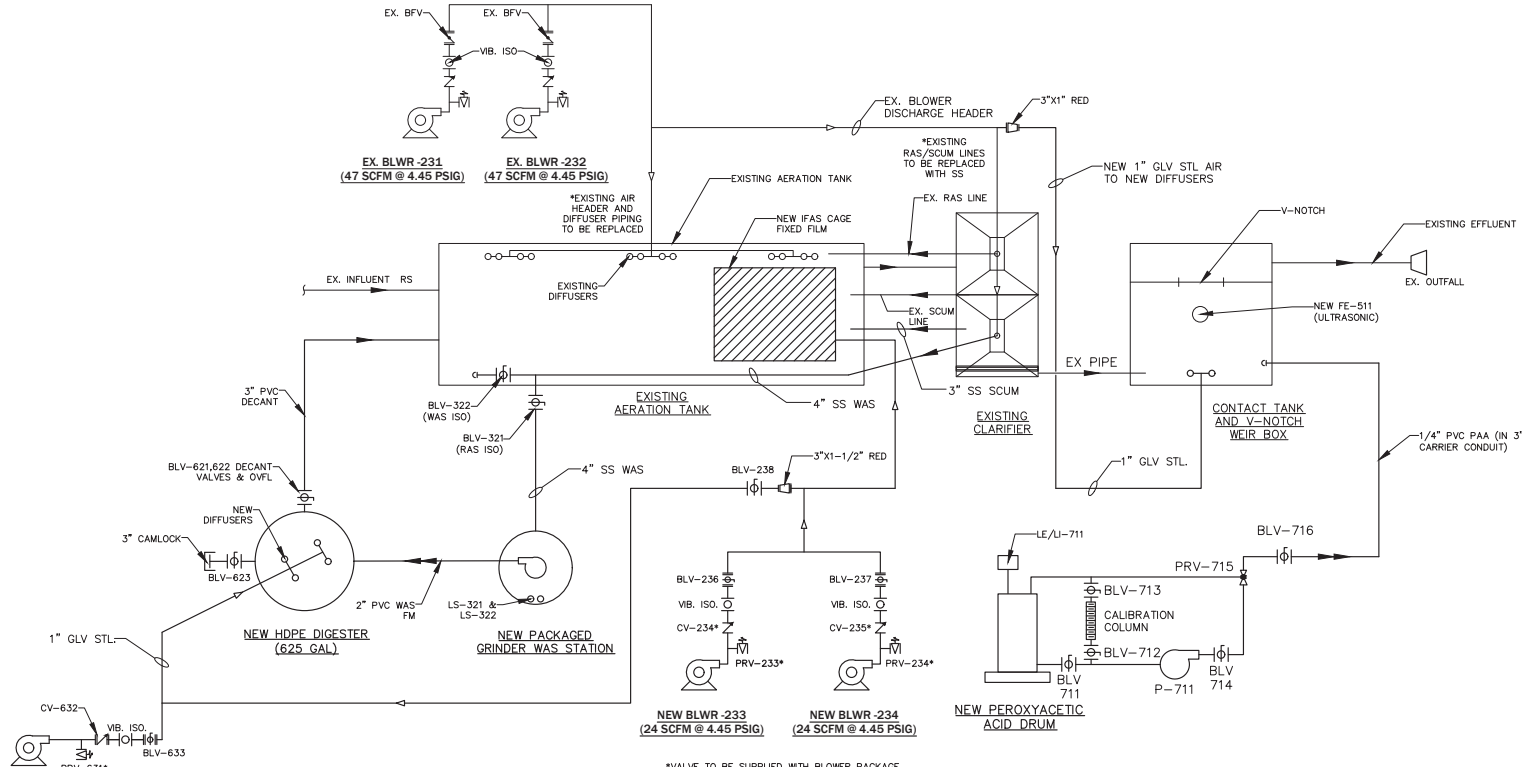 EX. BFV
EX. BFV
VIB. ISO
EX. BLWR -231
(47 SCFM @ 4.45 PSIG)
EX. BLWR -232
(47 SCFM @ 4.45 PSIG)
EX. BLOWER
DISCHARGE HEADER
3"X1" RED
*EXISTING
RAS/SCUM LINES
TO BE REPLACED
WITH SS
NEW 1" GLV STL AIR
TO NEW DIFFUSERS
*EXISTING AIR
HEADER AND
DIFFUSER PIPING
TO BE REPLACED
EXISTING AERATION TANK
NEW IFAS CAGE
FIXED FILM
EX. RAS LINE
V-NOTCH
EXISTING EFFLUENT
EX. OUTFALL
EX. INFLUENT RS
EXISTING
DIFFUSERS
EX. SCUM
LINE
NEW FE-511
(ULTRASONIC)
EX PIPE
3" PVC
DECANT
BLV-322
(WAS ISO)
EXISTING
AERATION TANK
4" SS WAS
3" SS SCUM
EXISTING
CLARIFIER
CONTACT TANK
AND V-NOTCH
WEIR BOX
BLV-321
(RAS ISO)
1/4" PVC PAA (IN 3"
CARRIER CONDUIT)
BLV-621,622 DECANT
VALVES & OVFL
4" SS WAS
BLV-238
3"X1-1/2" RED
1" GLV STL.
NEW
DIFFUSERS
3" CAMLOCK
BLV-623
2" PVC WAS
FM
LS-321 &
LS-322
BLV-236
VIB. ISO.
CV-234*
PRV-233*
BLV-237
VIB. ISO.
CV-235*
PRV-234*
LE/LI-711
BLV-716
PRV-715
BLV-713
CALIBRATION
COLUMN
BLV-712
BLV
711
P-711
BLV
714
1" GLV STL.
NEW HDPE DIGESTER
(625 GAL)
NEW PACKAGED
GRINDER WAS STATION
NEW BLWR-233
(24 SCFM @ 4.45 PSIG)
NEW BLWR-234
(24 SCFM @ 4.45 PSIG)
NEW PEROXYACETIC
ACID DRUM
CV-632
VIB. ISO.
BLV-633
PRV-631*
*VALVE TO BE SUPPLIED WITH BLOWER PACKAGE